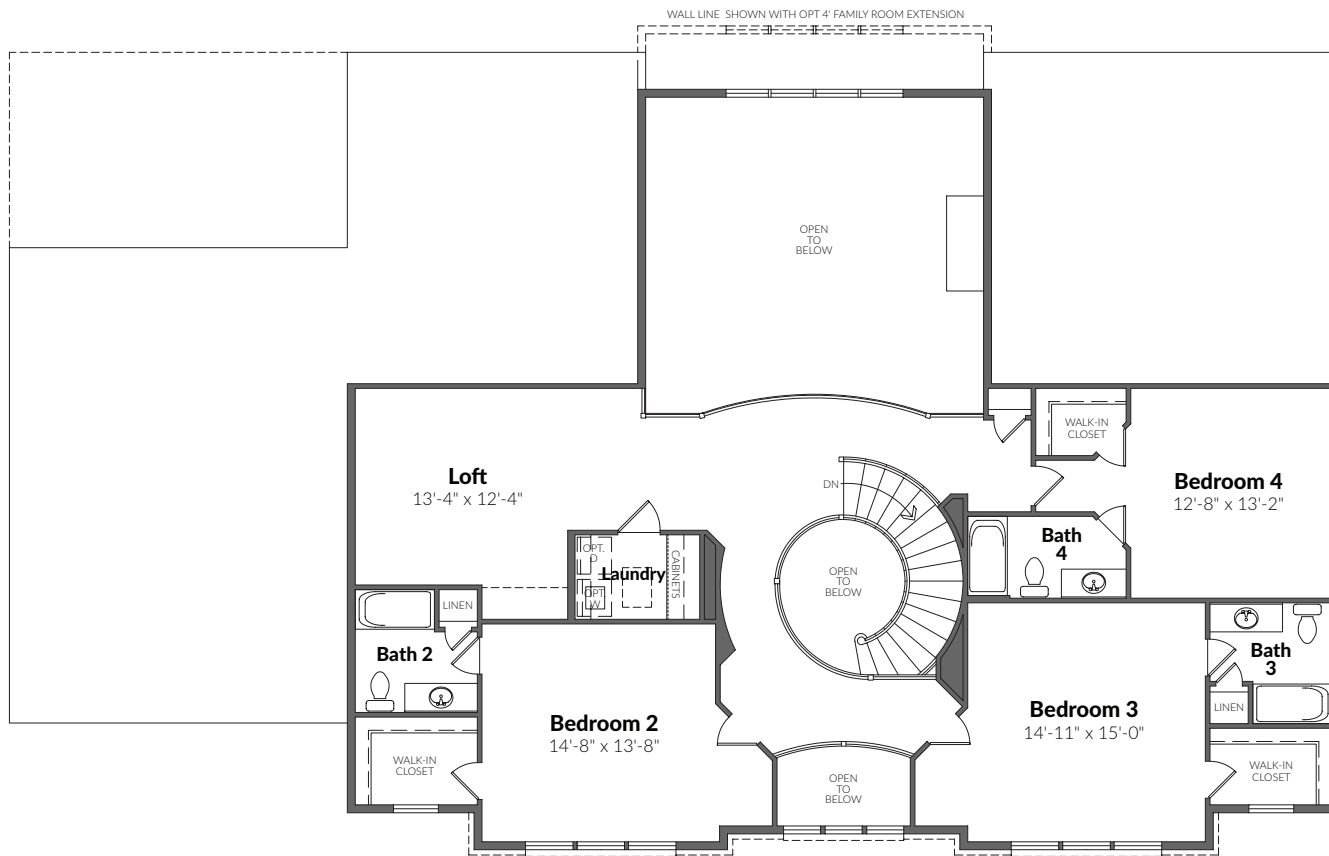 WALL LINE SHOWN WITH OPT 4' FAMILY ROOM EXTENSION
OPEN
TO
BELOW
WALK-IN
CLOSET
Loft
13'-4" x 12'-4"
DN
Bedroom 4
12'-8" x 13'-2"
Bath
4
OPT.
D
Laundry
CABINETS
OPT.
W
OPEN
TO
BELOW
LINEN
Bath 2
Bath
3
LINEN
Bedroom 2
14'-8" x 13'-8"
Bedroom 3
14'-11" x 15'-0"
WALK-IN
CLOSET
OPEN
TO
BELOW
WALK-IN
CLOSET